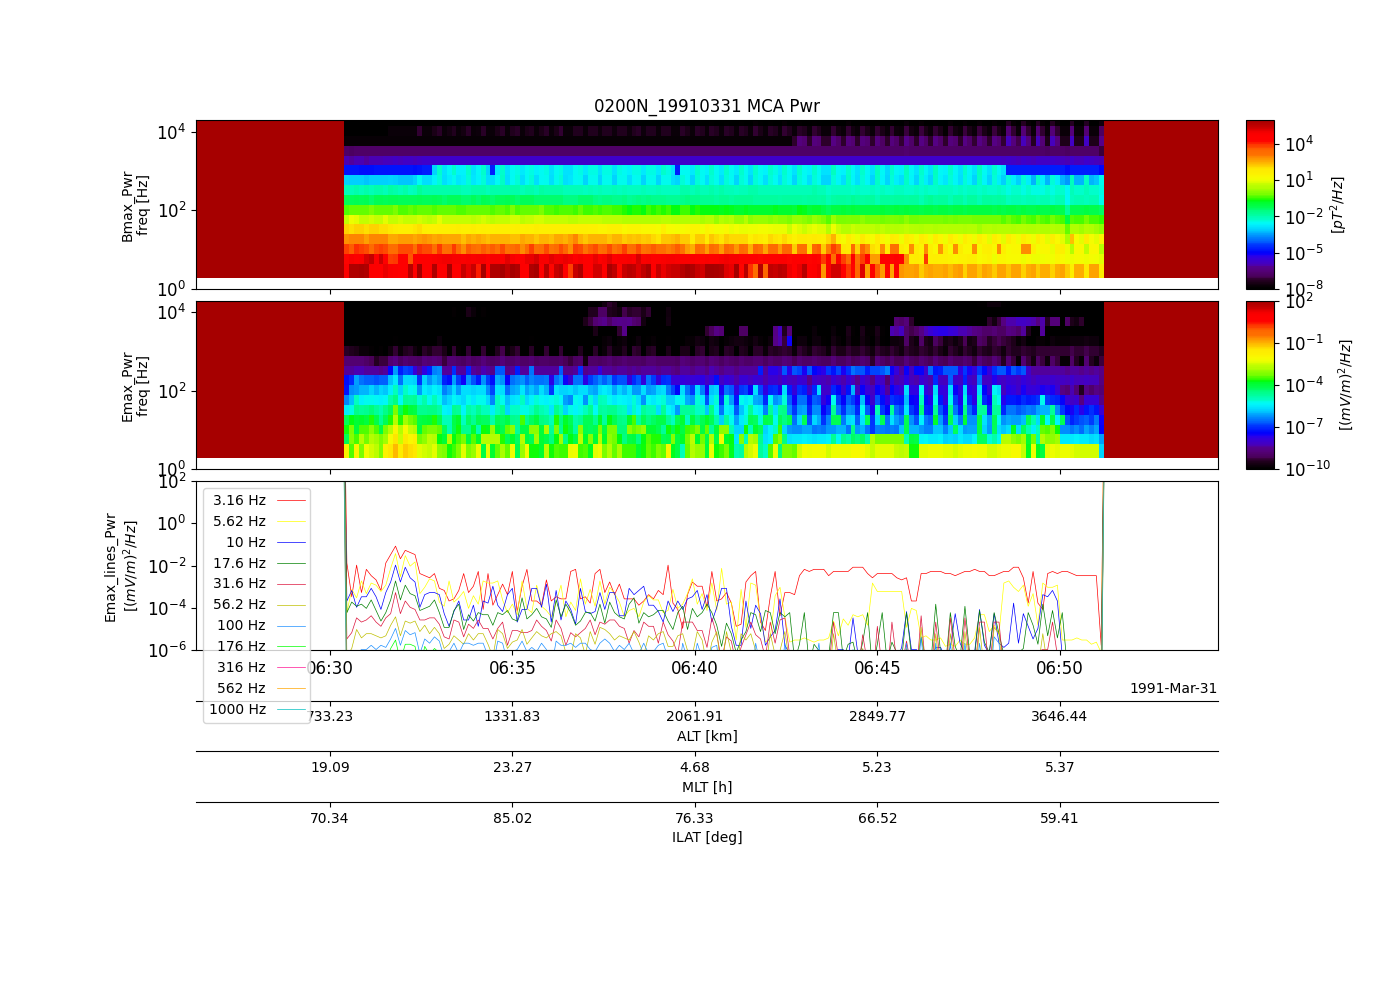 0200N_19910331 MCA Pwr
10^4
10^2
10^0
Bmax_Pwr
freq [Hz]
10^4
10^1
10^-2
10^-5
10^-8
[pT^2/Hz]
10^4
10^2
10^0
Emax_Pwr
freq [Hz]
10^2
10^-1
10^-4
10^-7
10^-10
[(mV/m)^2/Hz]
10^2
10^0
10^-2
10^-4
10^-6
Emax_lines_Pwr
[(mV/m)^2/Hz]
3.16 Hz
5.62 Hz
10 Hz
17.6 Hz
31.6 Hz
56.2 Hz
100 Hz
176 Hz
316 Hz
562 Hz
1000 Hz
06:30 06:35 06:40 06:45 06:50
1991-Mar-31
733.23 1331.83 2061.91 2849.77 3646.44
ALT [km]
19.09 23.27 4.68 5.23 5.37
MLT [h]
70.34 85.02 76.33 66.52 59.41
ILAT [deg]